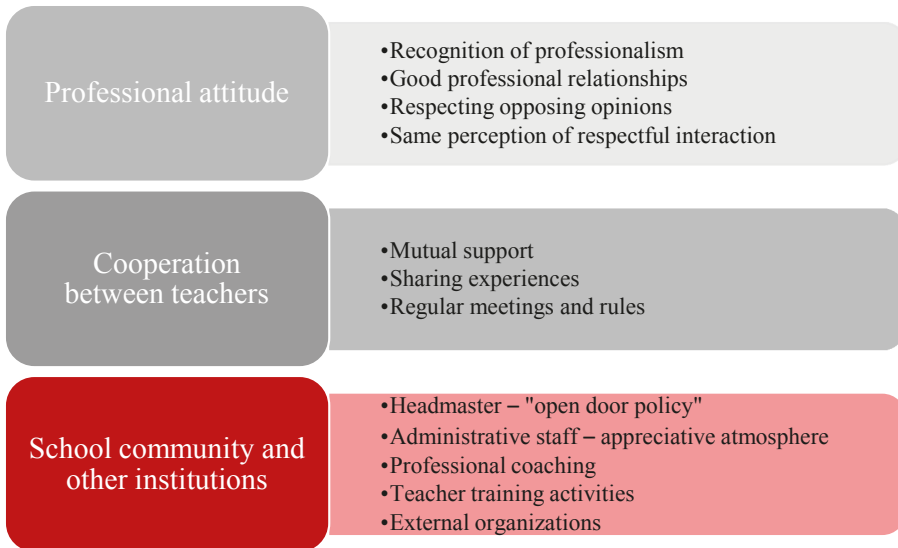 Professional attitude
•Recognition of professionalism
•Good professional relationships
•Respecting opposing opinions
•Same perception of respectful interaction
Cooperation
between teachers
•Mutual support
•Sharing experiences
•Regular meetings and rules
School community and
other institutions
•Headmaster – "open door policy"
•Administrative staff – appreciative atmosphere
•Professional coaching
•Teacher training activities
•External organizations